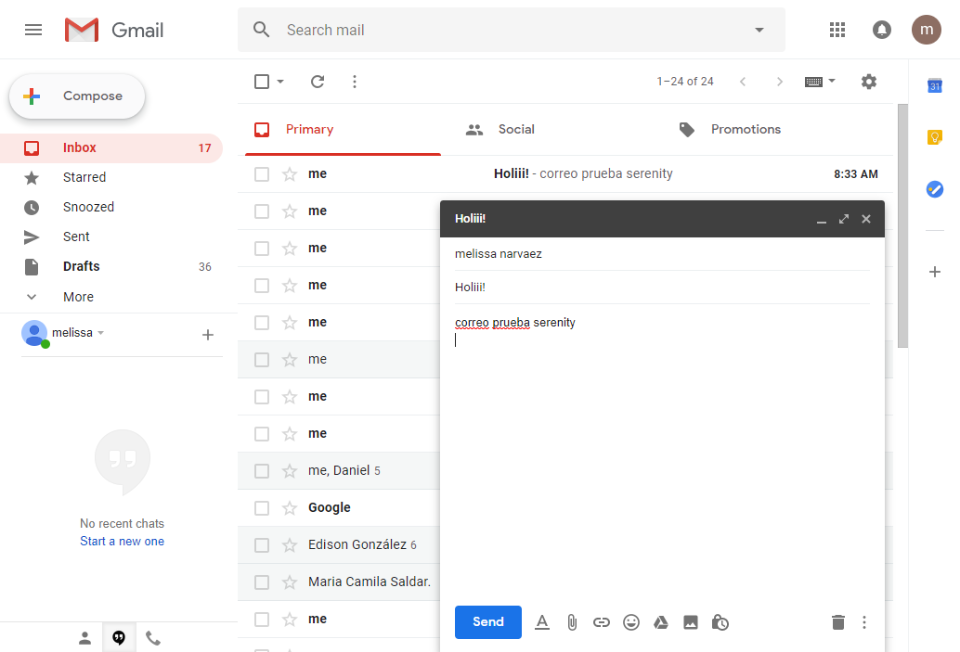 Gmail
Search mail
m
Compose
1–24 of 24
31
Primary
Social
Promotions
Inbox 17
Starred
Snoozed
Sent
Drafts 36
More
melissa
No recent chats
Start a new one
me Holiii! - correo prueba serenity 8:33 AM
me
me
me
me
me
me
me
me, Daniel 5
Google
Edison González 6
Maria Camila Saldar.
me
Holiii!
melissa narvaez
Holiii!
correo prueba serenity
Send